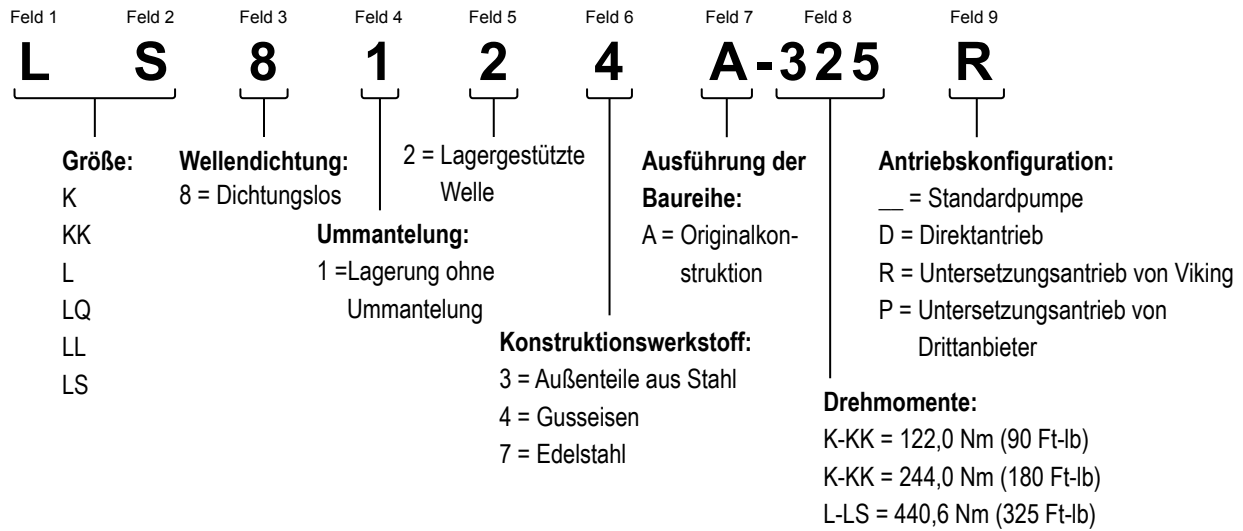 Feld 1 Feld 2 Feld 3 Feld 4 Feld 5 Feld 6 Feld 7 Feld 8 Feld 9
L S 8 1 2 4 A-325 R
Größe:
K
KK
L
LQ
LL
LS
Wellendichtung:
8 = Dichtungslos
Ummantelung:
1 =Lagerung ohne
Ummantelung
2 = Lagergestützte
Welle
Konstruktionswerkstoff:
3 = Außenteile aus Stahl
4 = Gusseisen
7 = Edelstahl
Ausführung der
Baureihe:
A = Originalkon-
struktion
Drehmomente:
K-KK = 122,0 Nm (90 Ft-lb)
K-KK = 244,0 Nm (180 Ft-lb)
L-LS = 440,6 Nm (325 Ft-lb)
Antriebskonfiguration:
__ = Standardpumpe
D = Direktantrieb
R = Untersetzungsantrieb von Viking
P = Untersetzungsantrieb von
Drittanbieter